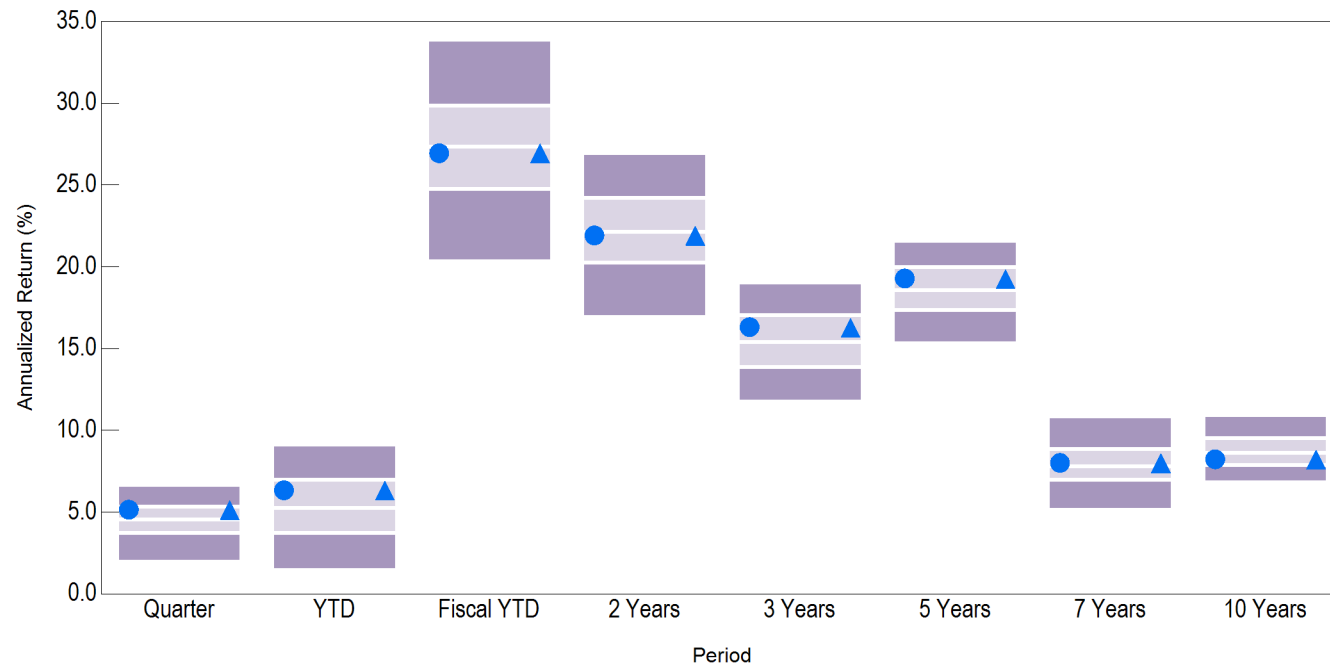 35.0
30.0
25.0
20.0
15.0
10.0
5.0
0.0
Annualized Return (%)
Quarter YTD Fiscal YTD 2 Years 3 Years 5 Years 7 Years 10 Years
Period